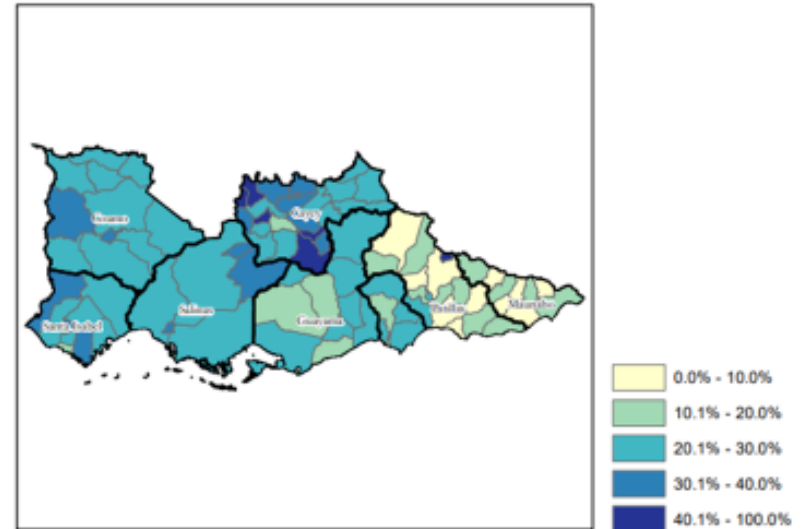 Coamo
Cayey
Salinas
Santa Isabel
Guayama
Patillas
Maunabo
0.0% - 10.0%
10.1% - 20.0%
20.1% - 30.0%
30.1% - 40.0%
40.1% - 100.0%